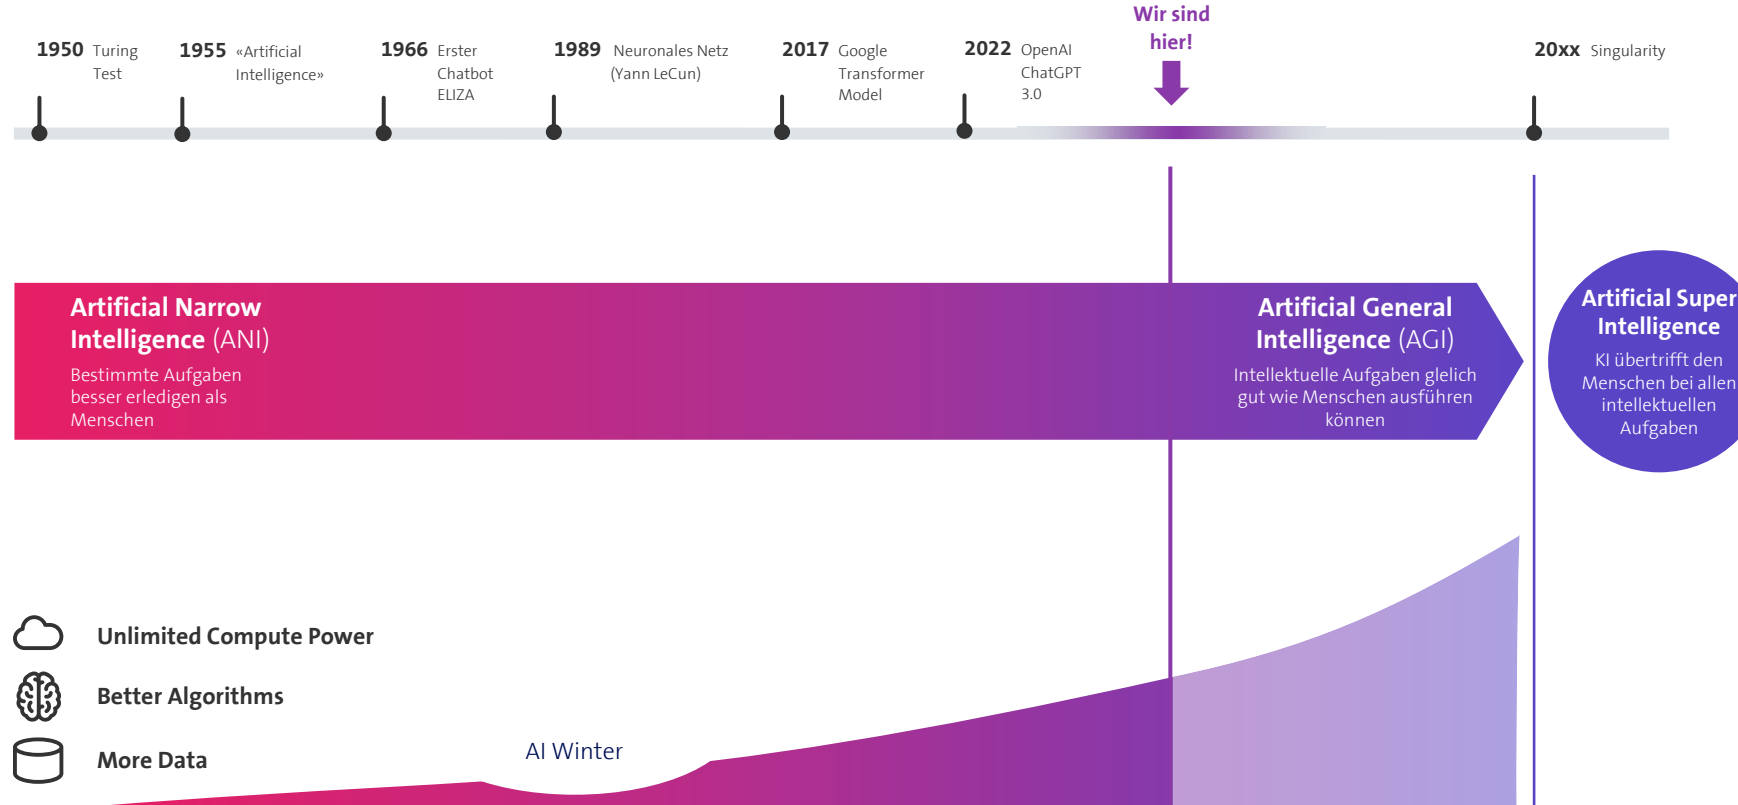 Wir sind
hier!
1950 Turing
Test
1955 «Artificial
Intelligence»
1966 Erster
Chatbot
ELIZA
1989 Neuronales Netz
(Yann LeCun)
2017 Google
Transformer
Model
2022 OpenAI
ChatGPT
3.0
20xx Singularity
Artificial Narrow
Intelligence (ANI)
Bestimmte Aufgaben
besser erledigen als
Menschen
Artificial General
Intelligence (AGI)
Intellektuelle Aufgaben glelich
gut wie Menschen ausführen
können
Artificial Super
Intelligence
KI übertrifft den
Menschen bei allen
intellektuellen
Aufgaben
Unlimited Compute Power
Better Algorithms
More Data
AI Winter